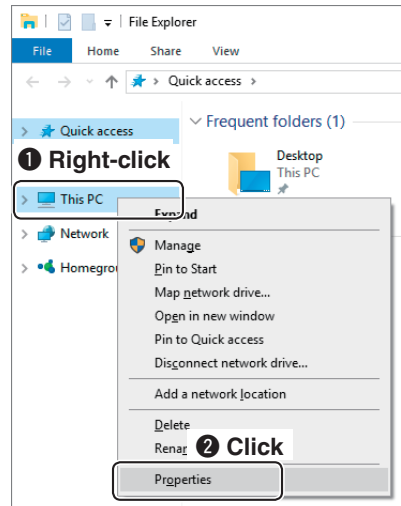 File Explorer
File Home Share View
Quick access
Quick access
Frequent folders (1)
❶ Right-click
Desktop
This PC
This PC
Expand
Network
Manage
Homegrou
Pin to Start
Map network drive...
Open in new window
Pin to Quick access
Disconnect network drive...
Add a network location
Delete
Renam
❷ Click
Properties